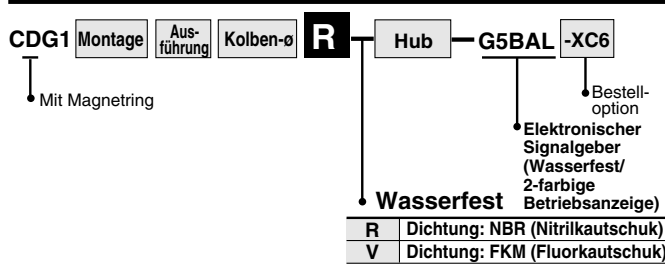 CDG1 Montage Aus-führung Kolben-ø R – Hub – G5BAL -XC6
Mit Magnetring
Bestell-
option
Elektronischer
Signalgeber
(Wasserfest/
2-farbige
Betriebsanzeige)
Wasserfest
R Dichtung: NBR (Nitrilkautschuk)
V Dichtung: FKM (Fluorkautschuk)